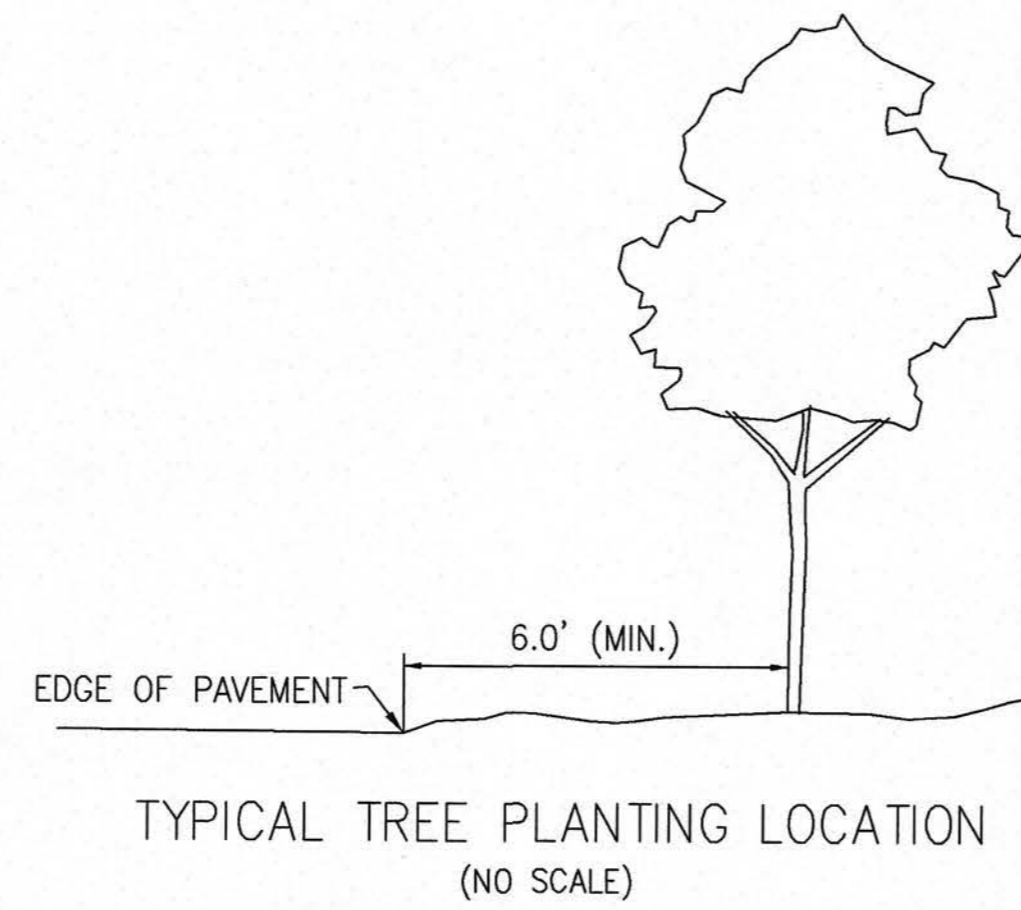 6.0' (MIN.)
EDGE OF PAVEMENT
TYPICAL TREE PLANTING LOCATION
(NO SCALE)